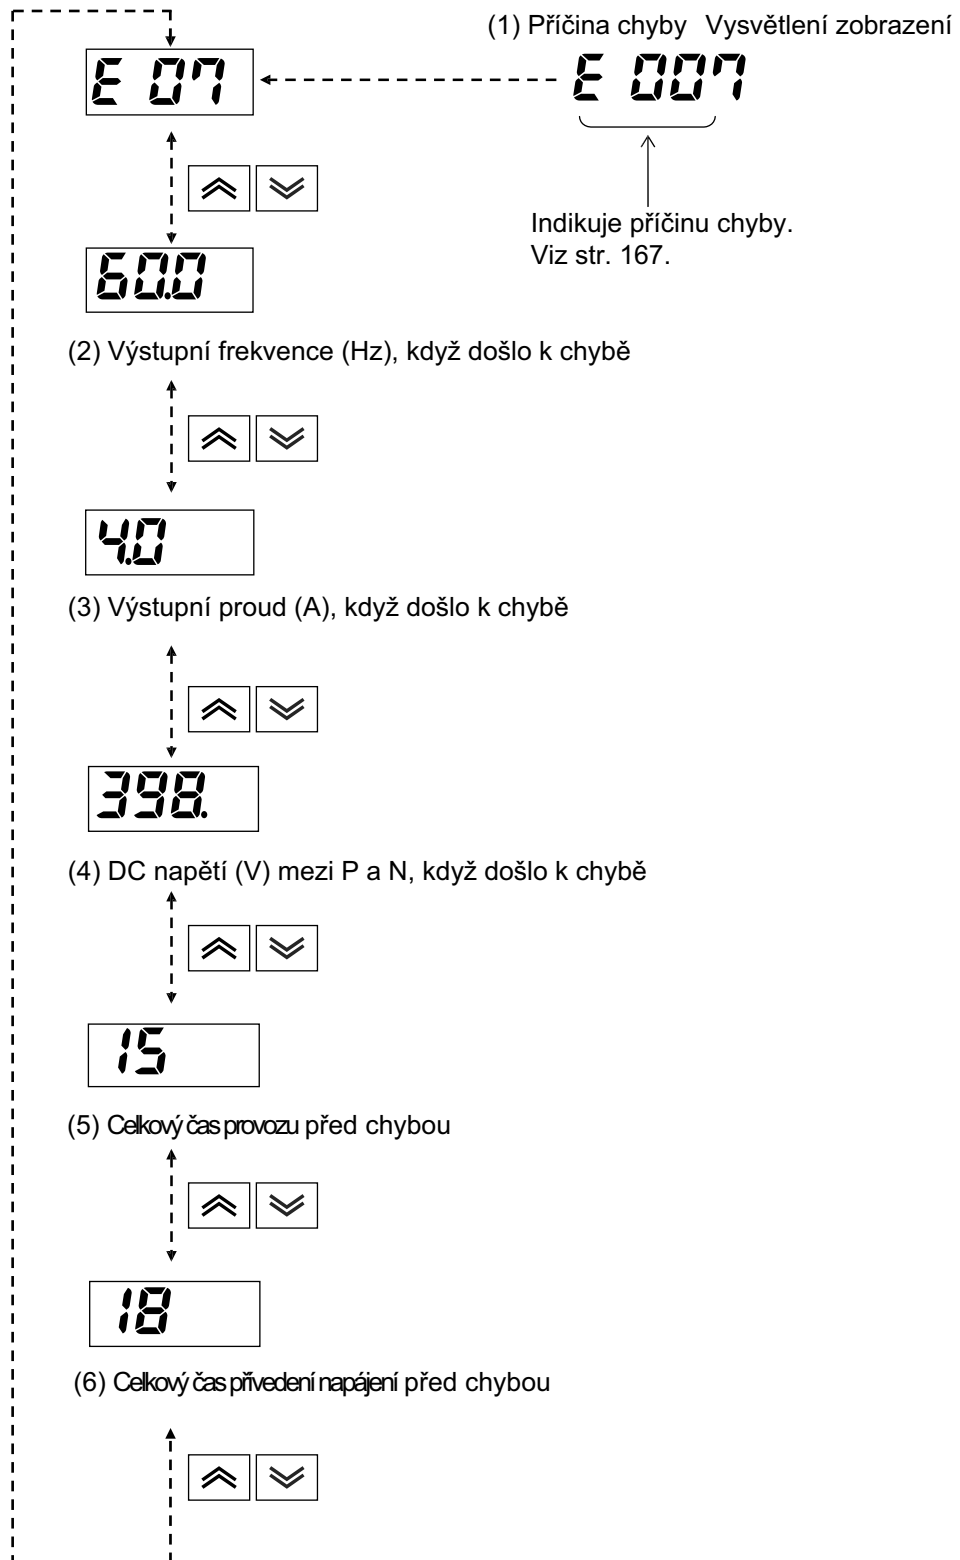 (1) Příčina chyby Vysvětlení zobrazení
E 07
E 007
Indikuje příčinu chyby.
Viz str. 167.
60.0
(2) Výstupní frekvence (Hz), když došlo k chybě
4.0
(3) Výstupní proud (A), když došlo k chybě
398.
(4) DC napětí (V) mezi P a N, když došlo k chybě
15
(5) Celkový čas provozu před chybou
18
(6) Celkový čas přívedení napájení před chybou